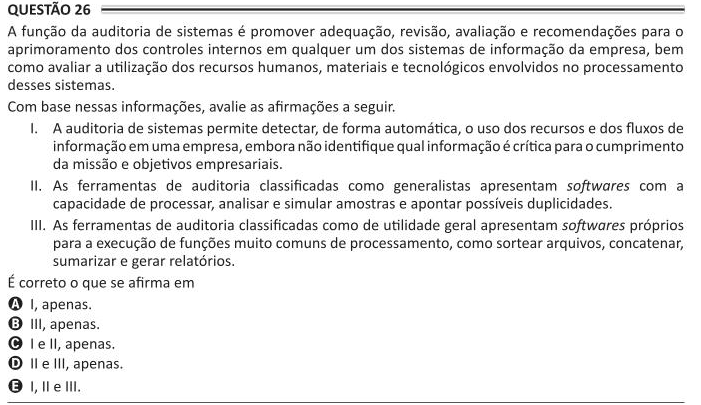 QUESTÃO 26
A função da auditoria de sistemas é promover adequação, revisão, avaliação e recomendações para o
aprimoramento dos controles internos em qualquer um dos sistemas de informação da empresa, bem
como avaliar a utilização dos recursos humanos, materiais e tecnológicos envolvidos no processamento
desses sistemas.
Com base nessas informações, avalie as afirmações a seguir.
I. A auditoria de sistemas permite detectar, de forma automática, o uso dos recursos e dos fluxos de
informação em uma empresa, embora não identifique qual informação é crítica para o cumprimento
da missão e objetivos empresariais.
II. As ferramentas de auditoria classificadas como generalistas apresentam softwares com a
capacidade de processar, analisar e simular amostras e apontar possíveis duplicidades.
III. As ferramentas de auditoria classificadas como de utilidade geral apresentam softwares próprios
para a execução de funções muito comuns de processamento, como sortear arquivos, concatenar,
sumarizar e gerar relatórios.
É correto o que se afirma em
A I, apenas.
B III, apenas.
C I e II, apenas.
D II e III, apenas.
E I, II e III.